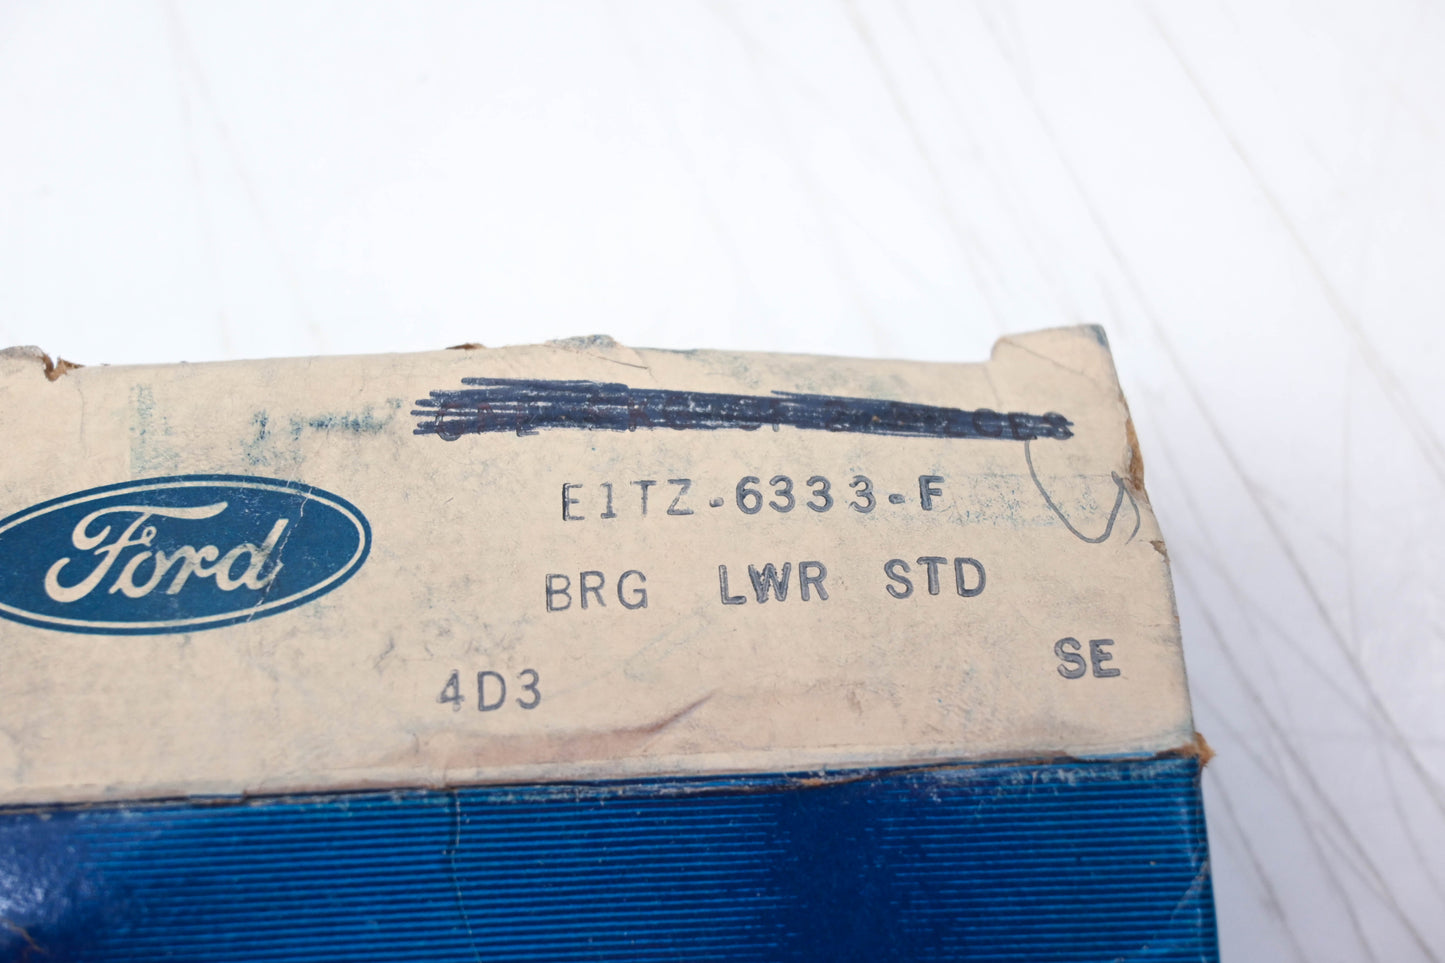 Ford
E1TZ-6333-F
BRG LWR STD
SE
4D3